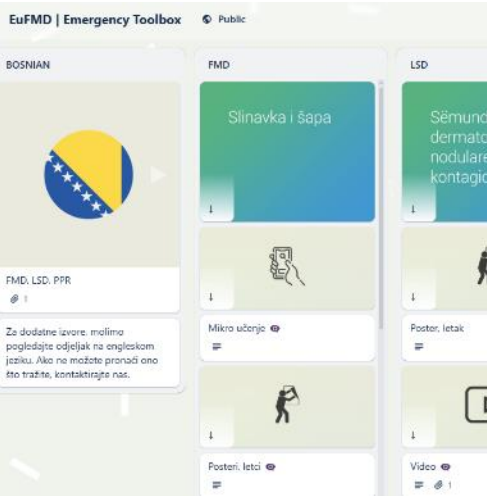 EuFMD | Emergency Toolbox
Public
BOSNIAN
FMD. LSD. PPR
1
Za dodatne izvore, molimo
pogledajte odjeljak na engleskom
jeziku. Ako ne možete pronaći ono
što tražite, kontaktirajte nas.
FMD
Slinavka i šapa
Mikro učenje
Posteri, letci
LSD
Sëmund
dermato
nodulare
kontagio
Poster, letak
Video
1